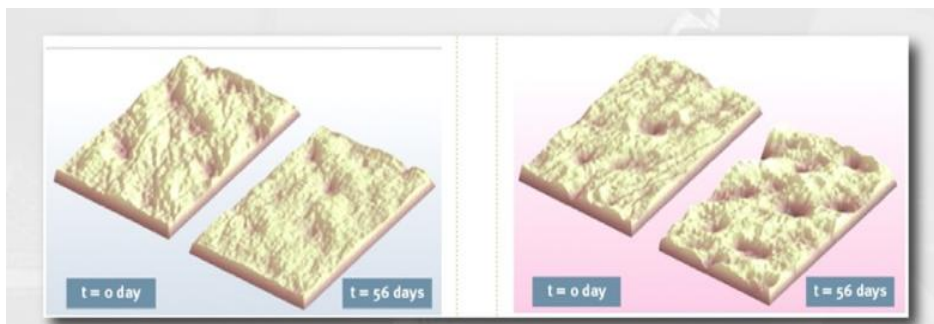 t = 0 day
t = 56 days
t = 0 day
t = 56 days